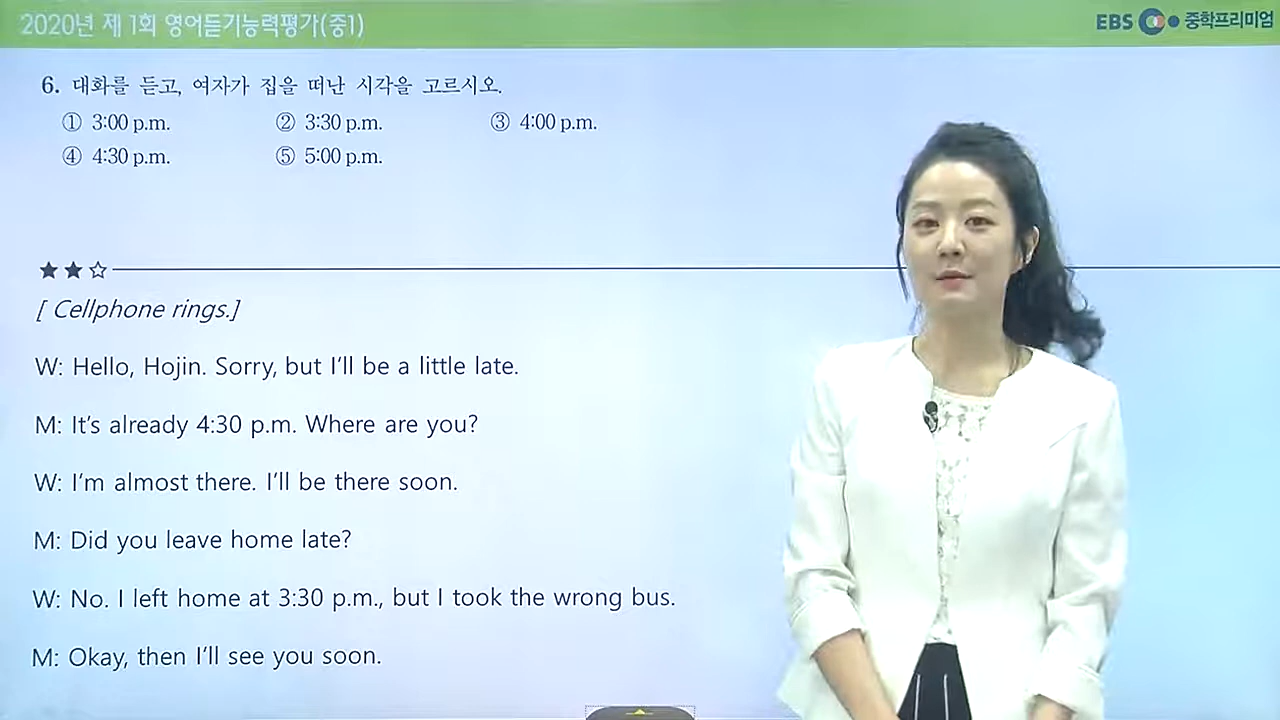 2020년 제 1회 영어듣기능력평가(중1)
EBS 중학프리미엄
6. 대화를 듣고, 여자가 집을 떠난 시각을 고르시오.
① 3:00 p.m. ② 3:30 p.m. ③ 4:00 p.m.
④ 4:30 p.m. ⑤ 5:00 p.m.
★★☆
[ Cellphone rings.]
W: Hello, Hojin. Sorry, but I'll be a little late.
M: It's already 4:30 p.m. Where are you?
W: I'm almost there. I'll be there soon.
M: Did you leave home late?
W: No. I left home at 3:30 p.m., but I took the wrong bus.
M: Okay, then I'll see you soon.